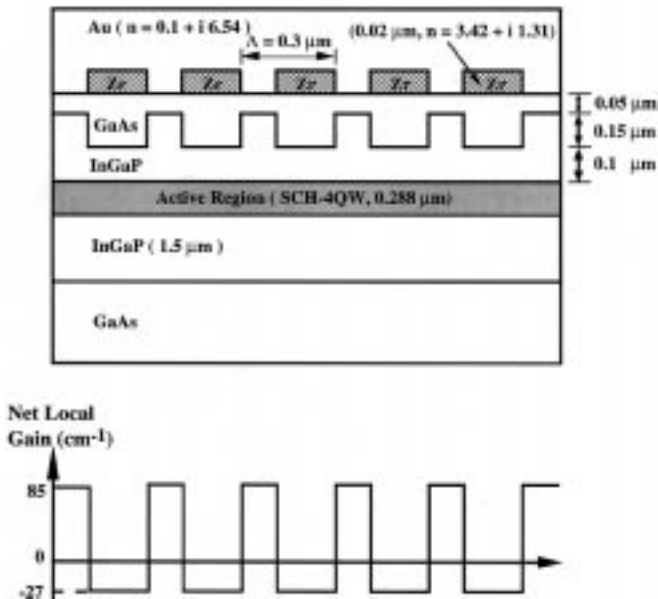 Au ( n = 0.1 + i 6.54 )
(0.02 μm, n = 3.42 + i 1.31)
Λ = 0.3 μm
Zr Zr Zr Zr Zr
0.05 μm
GaAs
0.15 μm
InGaP
0.1 μm
Active Region ( SCH-4QW, 0.288 μm)
InGaP ( 1.5 μm )
GaAs
Net Local
Gain (cm-1)
85
0
-27